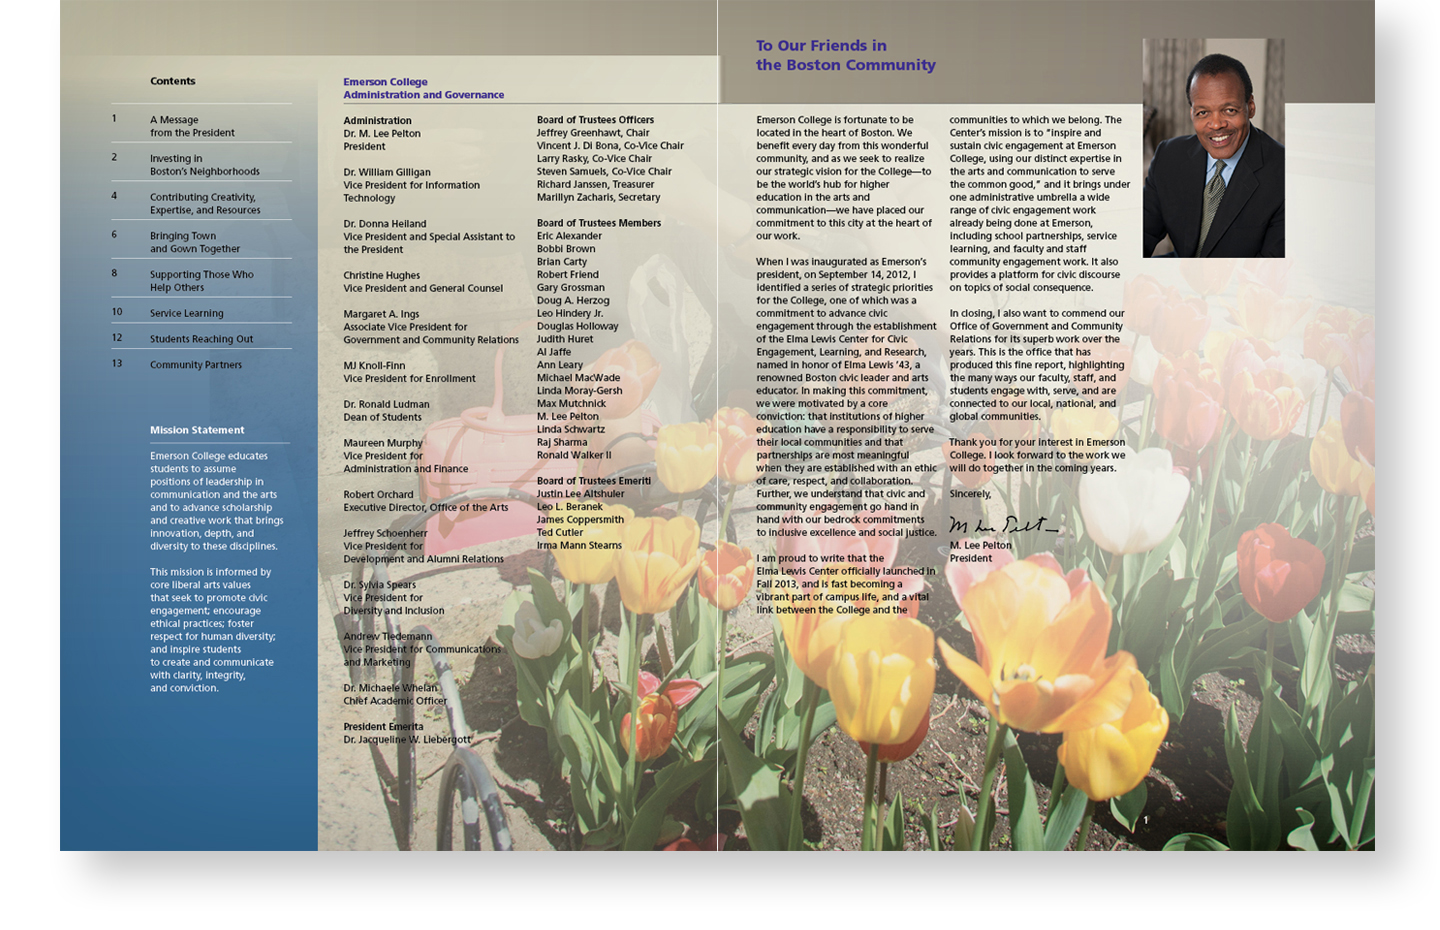 Contents
1 A Message
from the President
2 Investing in
Boston's Neighborhoods
4 Contributing Creativity,
Expertise, and Resources
6 Bringing Town
and Gown Together
8 Supporting Those Who
Help Others
10 Service Learning
12 Students Reaching Out
13 Community Partners
Mission Statement
Emerson College educates
students to assume
positions of leadership in
communication and the arts
and to advance scholarship
and creative work that brings
innovation, depth, and
diversity to these disciplines.
This mission is informed by
core liberal arts values
that seek to promote civic
engagement; encourage
ethical practices; foster
respect for human diversity;
and inspire students
to create and communicate
with clarity, integrity,
and conviction.
Emerson College
Administration and Governance
Administration
Dr. M. Lee Pelton
President
Dr. William Gilligan
Vice President for Information
Technology
Dr. Donna Heiland
Vice President and Special Assistant to
the President
Christine Hughes
Vice President and General Counsel
Margaret A. Ings
Associate Vice President for
Government and Community Relations
MJ Knoll-Finn
Vice President for Enrollment
Dr. Ronald Ludman
Dean of Students
Maureen Murphy
Vice President for
Administration and Finance
Robert Orchard
Executive Director, Office of the Arts
Jeffrey Schoenherr
Vice President for
Development and Alumni Relations
Dr. Sylvia Spears
Vice President for
Diversity and Inclusion
Andrew Tiedemann
Vice President for Communications
and Marketing
Dr. Michaele Whelan
Chief Academic Officer
President Emerita
Dr. Jacqueline W. Liebergott
Board of Trustees Officers
Jeffrey Greenhawt, Chair
Vincent J. Di Bona, Co-Vice Chair
Larry Rasky, Co-Vice Chair
Steven Samuels, Co-Vice Chair
Richard Janssen, Treasurer
Marillyn Zacharis, Secretary
Board of Trustees Members
Eric Alexander
Bobbi Brown
Brian Carty
Robert Friend
Gary Grossman
Doug A. Herzog
Leo Hindery Jr.
Douglas Holloway
Judith Huret
Al Jaffe
Ann Leary
Michael MacWade
Linda Moray-Gersh
Max Mutchnick
M. Lee Pelton
Linda Schwartz
Raj Sharma
Ronald Walker II
Board of Trustees Emeriti
Justin Lee Altshuler
Leo L. Beranek
James Coppersmith
Ted Cutler
Irma Mann Stearns
To Our Friends in
the Boston Community
Emerson College is fortunate to be
located in the heart of Boston. We
benefit every day from this wonderful
community, and as we seek to realize
our strategic vision for the College—to
be the world's hub for higher
education in the arts and
communication—we have placed our
commitment to this city at the heart of
our work.
When I was inaugurated as Emerson's
president, on September 14, 2012, I
identified a series of strategic priorities
for the College, one of which was a
commitment to advance civic
engagement through the establishment
of the Elma Lewis Center for Civic
Engagement, Learning, and Research,
named in honor of Elma Lewis '43, a
renowned Boston civic leader and arts
educator. In making this commitment,
we were motivated by a core
conviction: that institutions of higher
education have a responsibility to serve
their local communities and that
partnerships are most meaningful
when they are established with an ethic
of care, respect, and collaboration.
Further, we understand that civic and
community engagement go hand in
hand with our bedrock commitments
to inclusive excellence and social justice.
I am proud to write that the
Elma Lewis Center officially launched in
Fall 2013, and is fast becoming a
vibrant part of campus life, and a vital
link between the College and the
communities to which we belong. The
Center's mission is to "inspire and
sustain civic engagement at Emerson
College, using our distinct expertise in
the arts and communication to serve
the common good," and it brings under
one administrative umbrella a wide
range of civic engagement work
already being done at Emerson,
including school partnerships, service
learning, and faculty and staff
community engagement work. It also
provides a platform for civic discourse
on topics of social consequence.
In closing, I also want to commend our
Office of Government and Community
Relations for its superb work over the
years. This is the office that has
produced this fine report, highlighting
the many ways our faculty, staff, and
students engage with, serve, and are
connected to our local, national, and
global communities.
Thank you for your interest in Emerson
College. I look forward to the work we
will do together in the coming years.
Sincerely,
M Lee Pelt
M. Lee Pelton
President
1